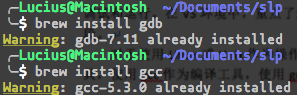 ╭─Lucius@Macintosh ~/Documents/slp
╰─$ brew install gdb
Warning: gdb-7.11 already installed
╭─Lucius@Macintosh ~/Documents/slp
╰─$ brew install gcc
Warning: gcc-5.3.0 already installed